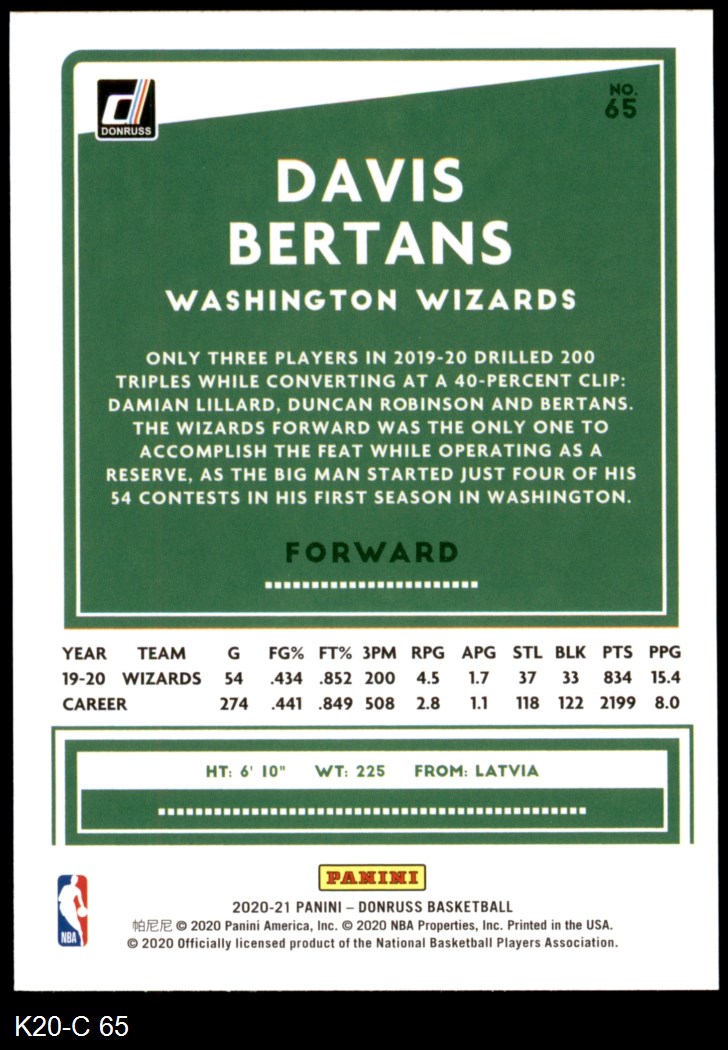 DONRUSS
NO.
65
DAVIS
BERTANS
WASHINGTON WIZARDS
ONLY THREE PLAYERS IN 2019-20 DRILLED 200
TRIPLES WHILE CONVERTING AT A 40-PERCENT CLIP:
DAMIAN LILLARD, DUNCAN ROBINSON AND BERTANS.
THE WIZARDS FORWARD WAS THE ONLY ONE TO
ACCOMPLISH THE FEAT WHILE OPERATING AS A
RESERVE, AS THE BIG MAN STARTED JUST FOUR OF HIS
54 CONTESTS IN HIS FIRST SEASON IN WASHINGTON.
FORWARD
YEAR TEAM G FG% FT% 3PM RPG APG STL BLK PTS PPG
19-20 WIZARDS 54 .434 .852 200 4.5 1.7 37 33 834 15.4
CAREER 274 .441 .849 508 2.8 1.1 118 122 2199 8.0
HT: 6' 10" WT: 225 FROM: LATVIA
PANINI
2020-21 PANINI – DONRUSS BASKETBALL
帕尼尼 © 2020 Panini America, Inc. © 2020 NBA Properties, Inc. Printed in the USA.
© 2020 Officially licensed product of the National Basketball Players Association.
NBA
K20-C 65